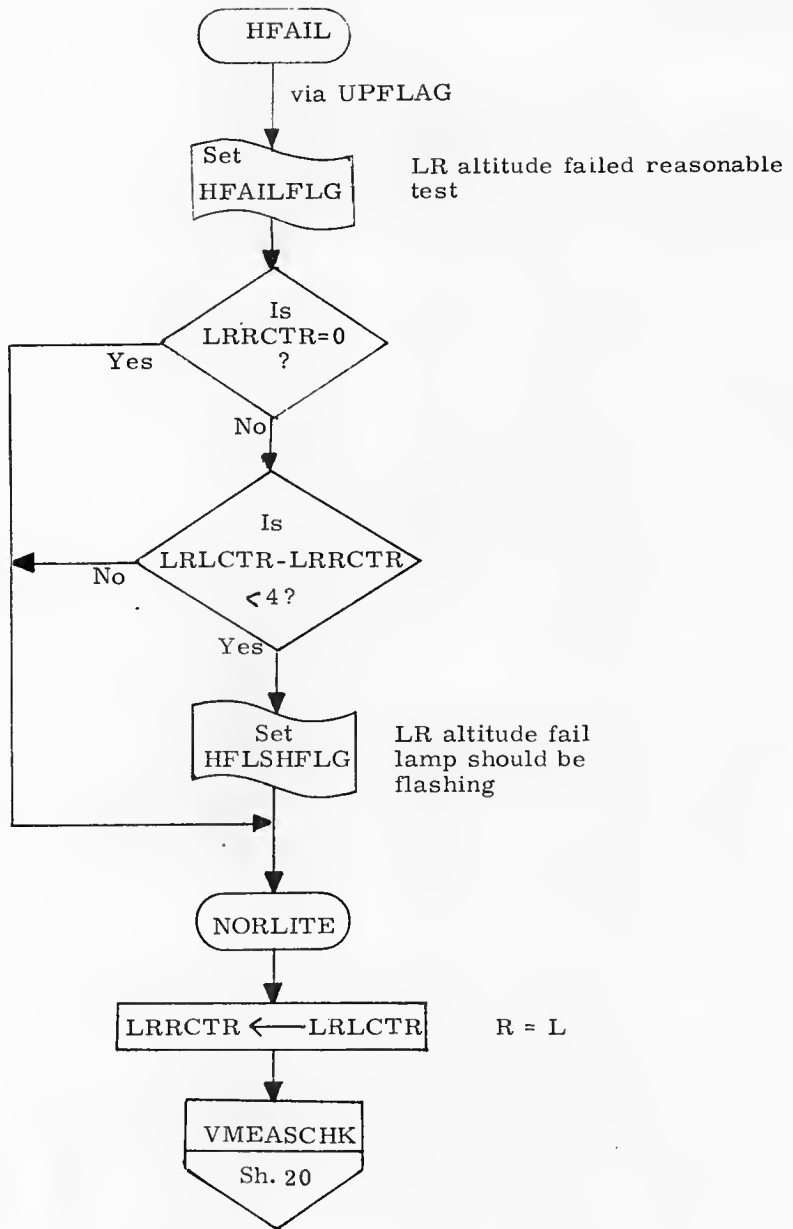 HFAIL
via UPFLAG
Set
HFAILFLG
LR altitude failed reasonable
test
Is
LRRCTR=0
?
Yes
No
Is
LRLCTR-LRRCTR
<4?
No
Yes
Set
HFLSHFLG
LR altitude fail
lamp should be
flashing
NORLITE
LRRCTR ← LRLCTR
R = L
VMEASCHK
Sh. 20